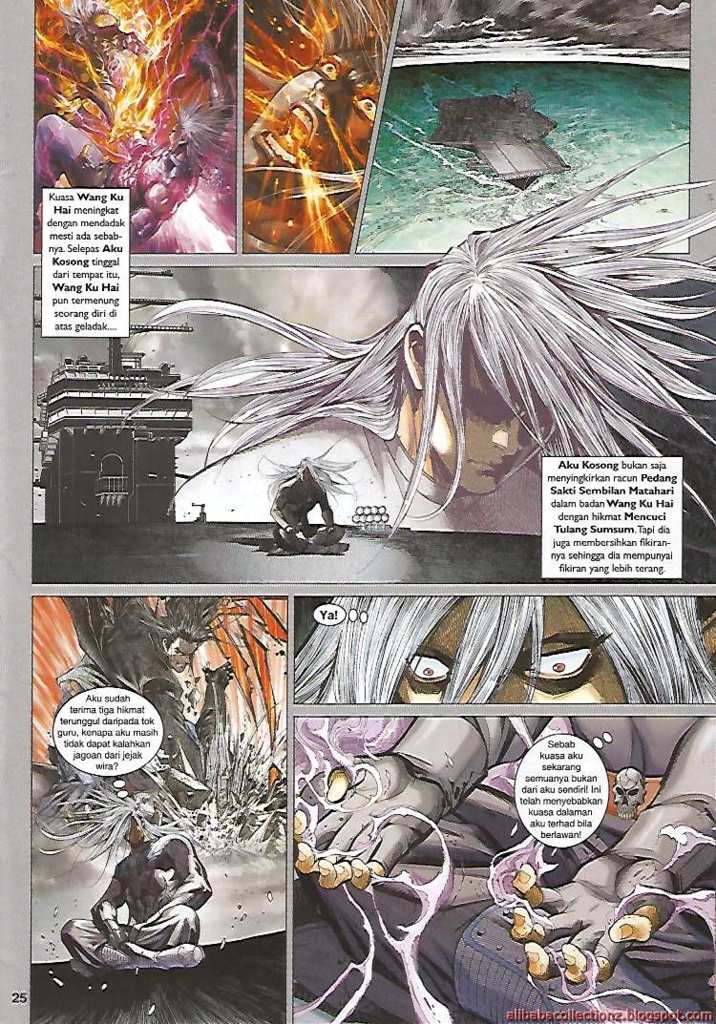 Kuasa Wang Ku
Hai meningkat
dengan mendadak
mesti ada sebab-
nya. Selepas Aku
Kosong tinggal
dari tempat itu,
Wang Ku Hai
pun termenung
seorang diri di
atas geladak....
Aku Kosong bukan saja
menyingkirkan racun Pedang
Sakti Sembilan Matahari
dalam badan Wang Ku Hai
dengan hikmat Mencuci
Tulang Sumsum. Tapi dia
juga membersihkan fikiran-
nya sehingga dia mempunyai
fikiran yang lebih terang.
Aku sudah
terima tiga hikmat
terunggul daripada tok
guru, kenapa aku masih
tidak dapat kalahkan
jagoan dari jejak
wira?
Ya!
Sebab
kuasa aku
sekarang
semuanya bukan
dari aku sendiri! Ini
telah menyebabkan
kuasa dalaman
aku terhad bila
berlawan!
25
alibabacollectionz.blogspot.com